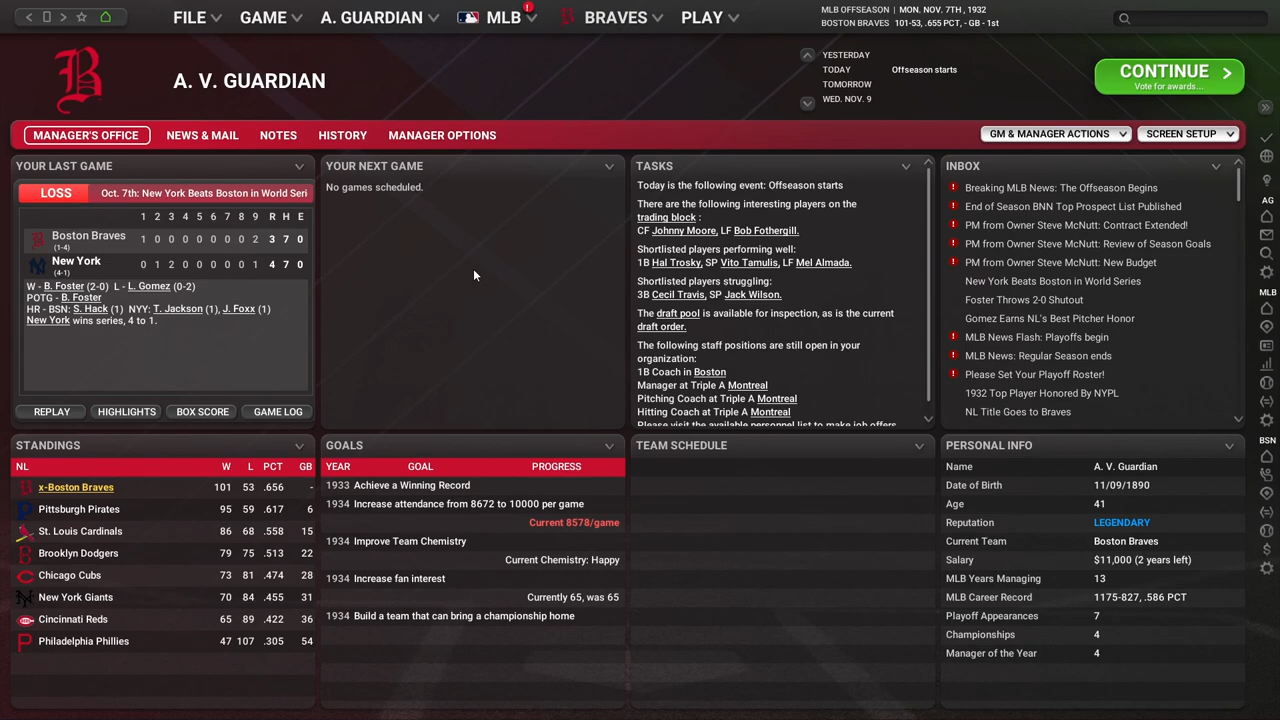 FILE GAME A. GUARDIAN MLB BRAVES PLAY
MLB OFFSEASON | MON. NOV. 7TH , 1932
BOSTON BRAVES 101-53, .655 PCT, - GB - 1st
A. V. GUARDIAN
YESTERDAY
TODAY Offseason starts
TOMORROW
WED. NOV. 9
CONTINUE
Vote for awards...
MANAGER'S OFFICE NEWS & MAIL NOTES HISTORY MANAGER OPTIONS
GM & MANAGER ACTIONS SCREEN SETUP
YOUR LAST GAME
LOSS Oct. 7th: New York Beats Boston in World Seri
1 2 3 4 5 6 7 8 9 R H E
Boston Braves 1 0 0 0 0 0 2 0 0 3 7 0
(1-4)
New York 0 1 2 0 0 0 0 0 1 4 7 0
(4-1)
W - B. Foster (2-0) L - L. Gomez (0-2)
POTG - B. Foster
HR - BSN: S. Hack (1) NYY: T. Jackson (1), J. Foxx (1)
New York wins series, 4 to 1.
REPLAY HIGHLIGHTS BOX SCORE GAME LOG
YOUR NEXT GAME
No games scheduled.
TASKS
Today is the following event: Offseason starts
There are the following interesting players on the
trading block :
CF Johnny Moore, LF Bob Fothergill.
Shortlisted players performing well:
1B Hal Trosky, SP Vito Tamulis, LF Mel Almada.
Shortlisted players struggling:
3B Cecil Travis, SP Jack Wilson.
The draft pool is available for inspection, as is the current
draft order.
The following staff positions are still open in your
organization:
1B Coach in Boston
Manager at Triple A Montreal
Pitching Coach at Triple A Montreal
Hitting Coach at Triple A Montreal
Please visit the available personnel list to make job offers
INBOX
Breaking MLB News: The Offseason Begins
End of Season BNN Top Prospect List Published
PM from Owner Steve McNutt: Contract Extended!
PM from Owner Steve McNutt: Review of Season Goals
PM from Owner Steve McNutt: New Budget
New York Beats Boston in World Series
Foster Throws 2-0 Shutout
Gomez Earns NL's Best Pitcher Honor
MLB News Flash: Playoffs begin
MLB News: Regular Season ends
Please Set Your Playoff Roster!
1932 Top Player Honored By NYPL
NL Title Goes to Braves
STANDINGS
NL W L PCT GB
x-Boston Braves 101 53 .656 -
Pittsburgh Pirates 95 59 .617 6
St. Louis Cardinals 86 68 .558 15
Brooklyn Dodgers 79 75 .513 22
Chicago Cubs 73 81 .474 28
New York Giants 70 84 .455 31
Cincinnati Reds 65 89 .422 36
Philadelphia Phillies 47 107 .305 54
GOALS
YEAR GOAL PROGRESS
1933 Achieve a Winning Record
1934 Increase attendance from 8672 to 10000 per game
Current 8578/game
1934 Improve Team Chemistry
Current Chemistry: Happy
1934 Increase fan interest
Currently 65, was 65
1934 Build a team that can bring a championship home
TEAM SCHEDULE
PERSONAL INFO
Name A. V. Guardian
Date of Birth 11/09/1890
Age 41
Reputation LEGENDARY
Current Team Boston Braves
Salary $11,000 (2 years left)
MLB Years Managing 13
MLB Career Record 1175-827, .586 PCT
Playoff Appearances 7
Championships 4
Manager of the Year 4
AG
MLB
BSN